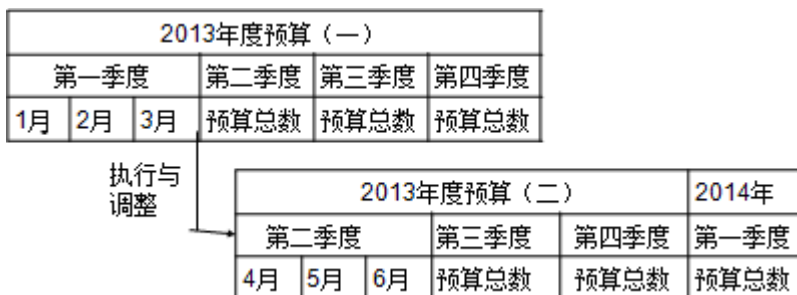 2013年度预算（一）
第一季度 第二季度 第三季度 第四季度
1月 2月 3月 预算总数 预算总数 预算总数
执行与
调整
2013年度预算（二） 2014年
第二季度 第三季度 第四季度 第一季度
4月 5月 6月 预算总数 预算总数 预算总数